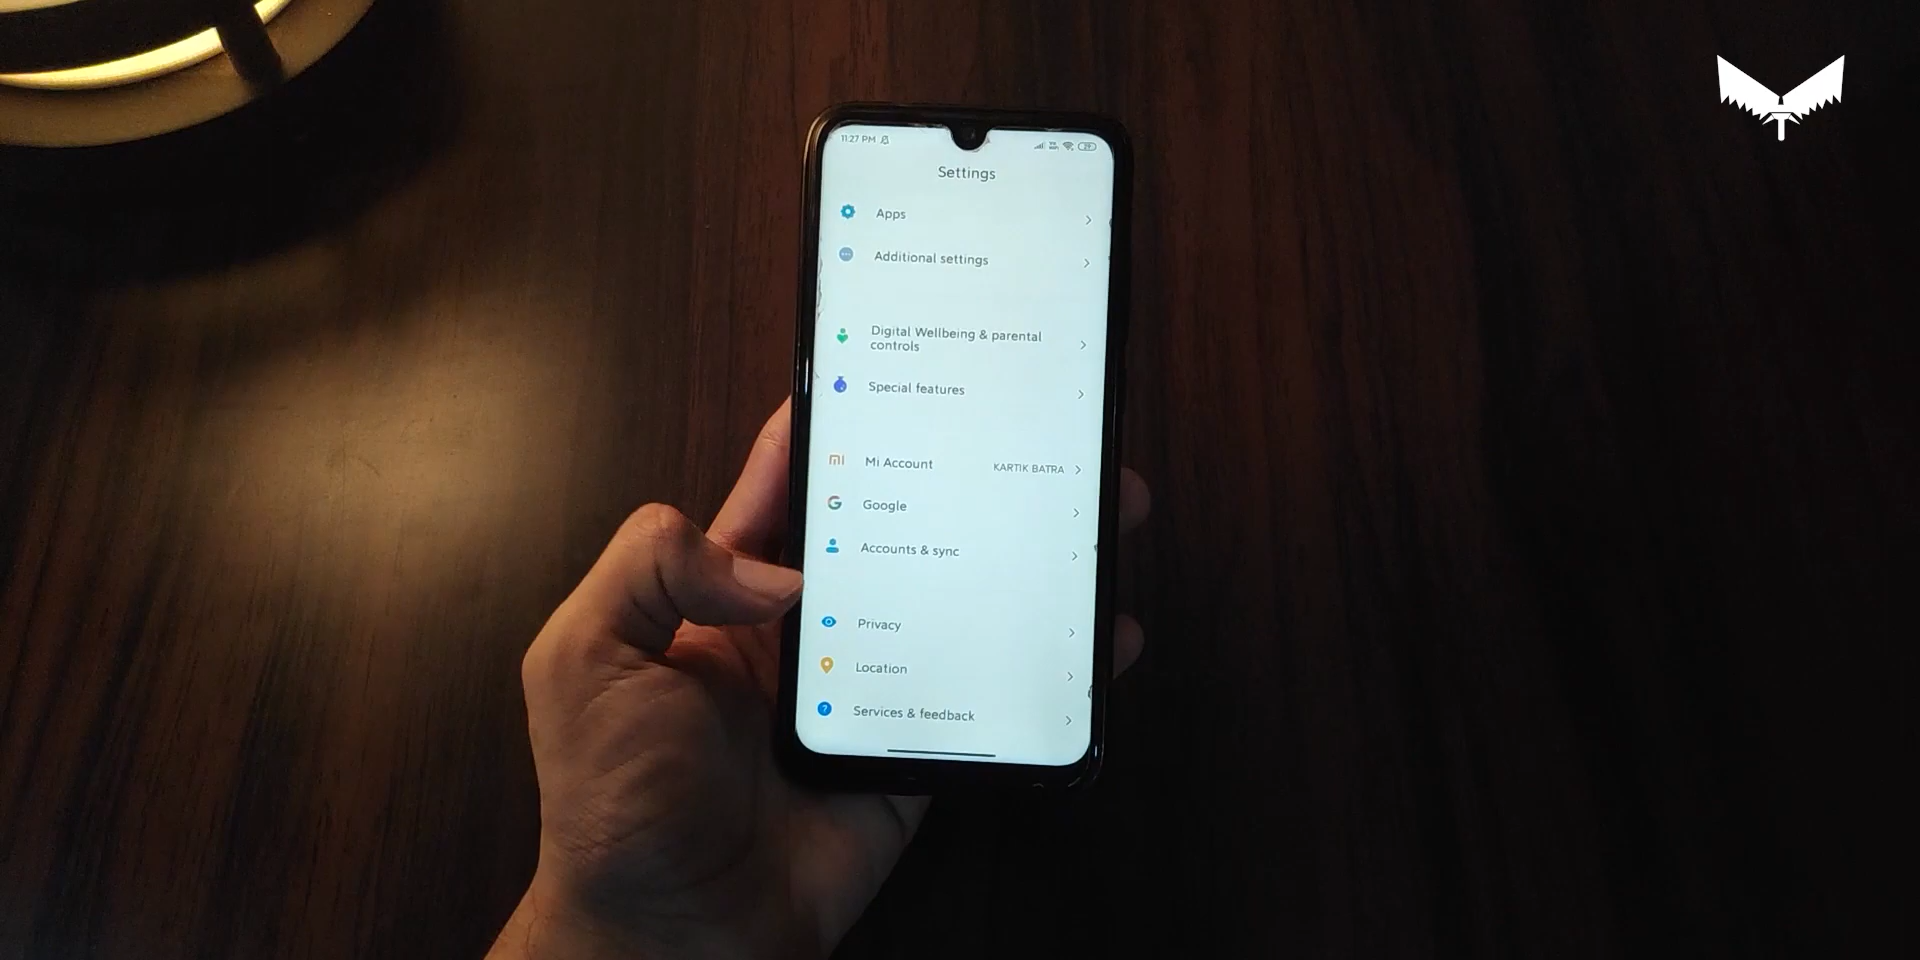 11:27 PM
Settings
Apps
Additional settings
Digital Wellbeing & parental
controls
Special features
Mi Account KARTIK BATRA
Google
Accounts & sync
Privacy
Location
Services & feedback